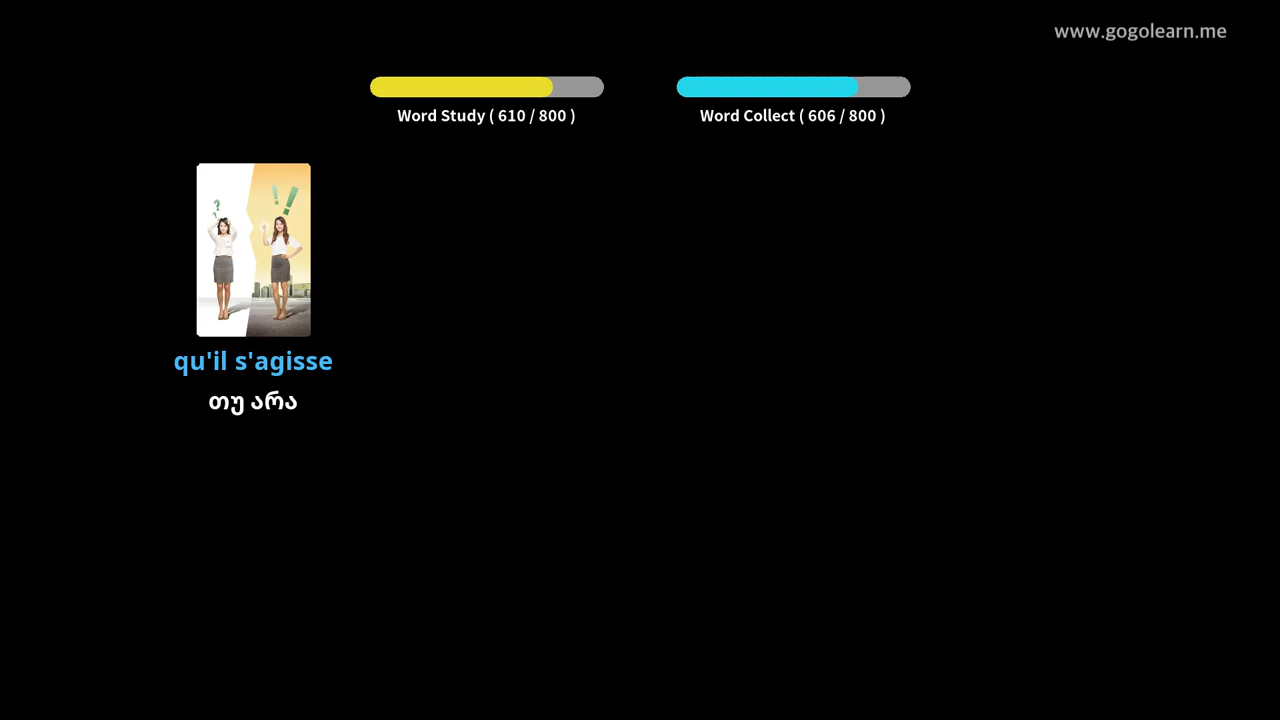 www.gogolearn.me
Word Study ( 610 / 800 )
Word Collect ( 606 / 800 )
qu'il s'agisse
თუ არა